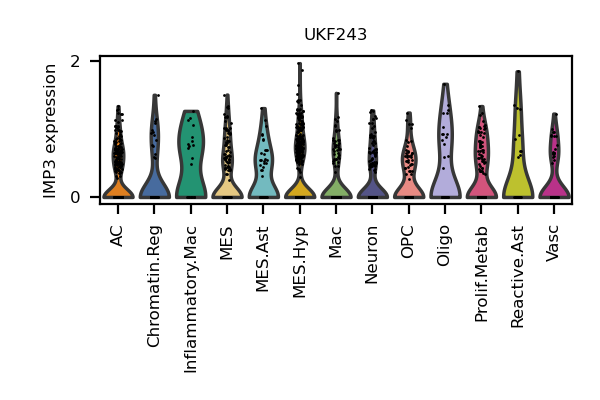 UKF243
IMP3 expression
2
0
AC
Chromatin.Reg
Inflammatory.Mac
MES
MES.Ast
MES.Hyp
Mac
Neuron
OPC
Oligo
Prolif.Metab
Reactive.Ast
Vasc